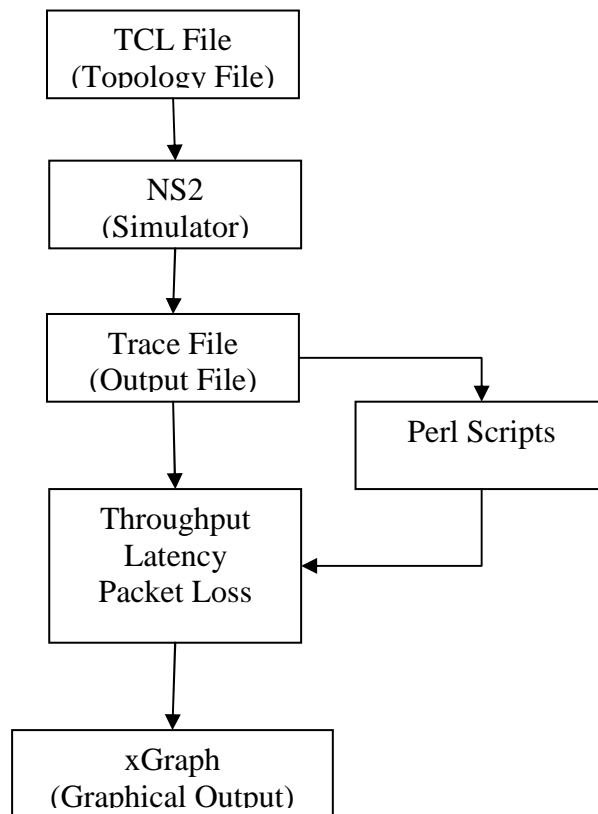 TCL File
(Topology File)
NS2
(Simulator)
Trace File
(Output File)
Perl Scripts
Throughput
Latency
Packet Loss
xGraph
(Graphical Output)